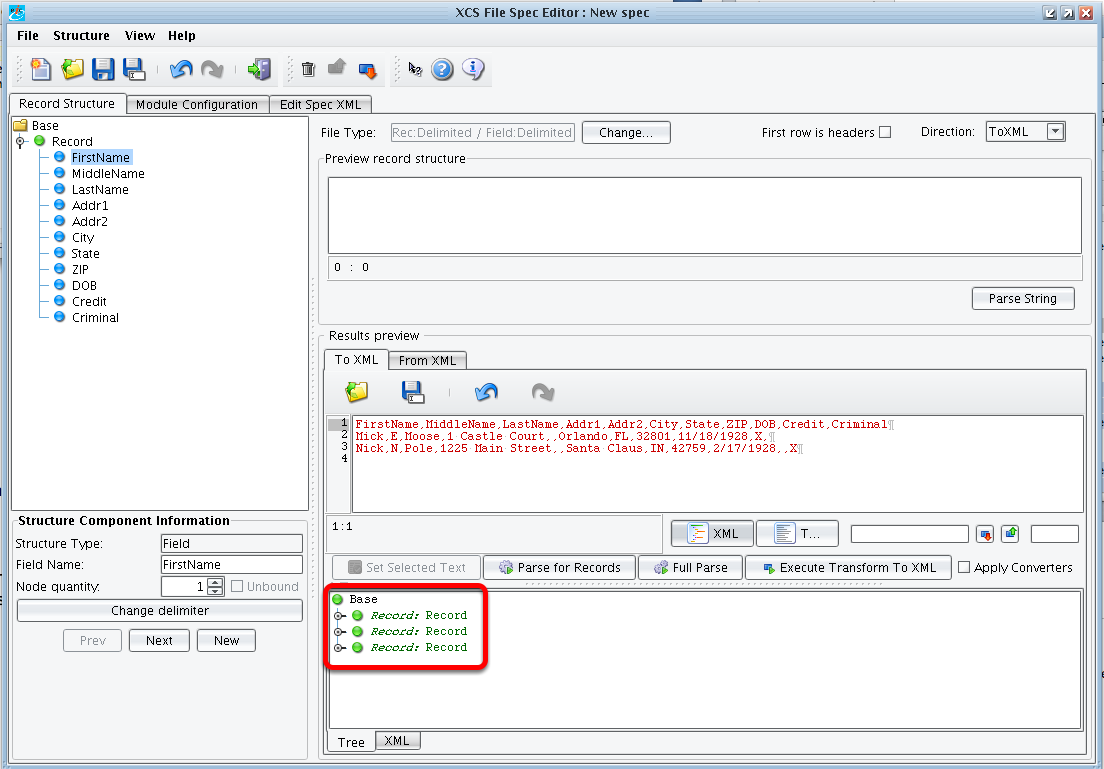 XCS File Spec Editor : New spec
File Structure View Help
Record Structure Module Configuration Edit Spec XML
Base
Record
FirstName
MiddleName
LastName
Addr1
Addr2
City
State
ZIP
DOB
Credit
Criminal
Structure Component Information
Structure Type: Field
Field Name: FirstName
Node quantity: 1 Unbound
Change delimiter
Prev Next New
File Type: Rec:Delimited / Field:Delimited Change... First row is headers Direction: ToXML
Preview record structure
0 : 0
Parse String
Results preview
To XML From XML
1 FirstName,MiddleName,LastName,Addr1,Addr2,City,State,ZIP,DOB,Credit,Criminal¶
2 Mick,E,Moose,1 Castle Court,,Orlando,FL,32801,11/18/1928,X,¶
3 Nick,N,Pole,1225 Main Street,,Santa Claus,IN,42759,2/17/1928,,X¶
4
1:1 XML T...
Set Selected Text Parse for Records Full Parse Execute Transform To XML Apply Converters
Base
Record: Record
Record: Record
Record: Record
Tree XML